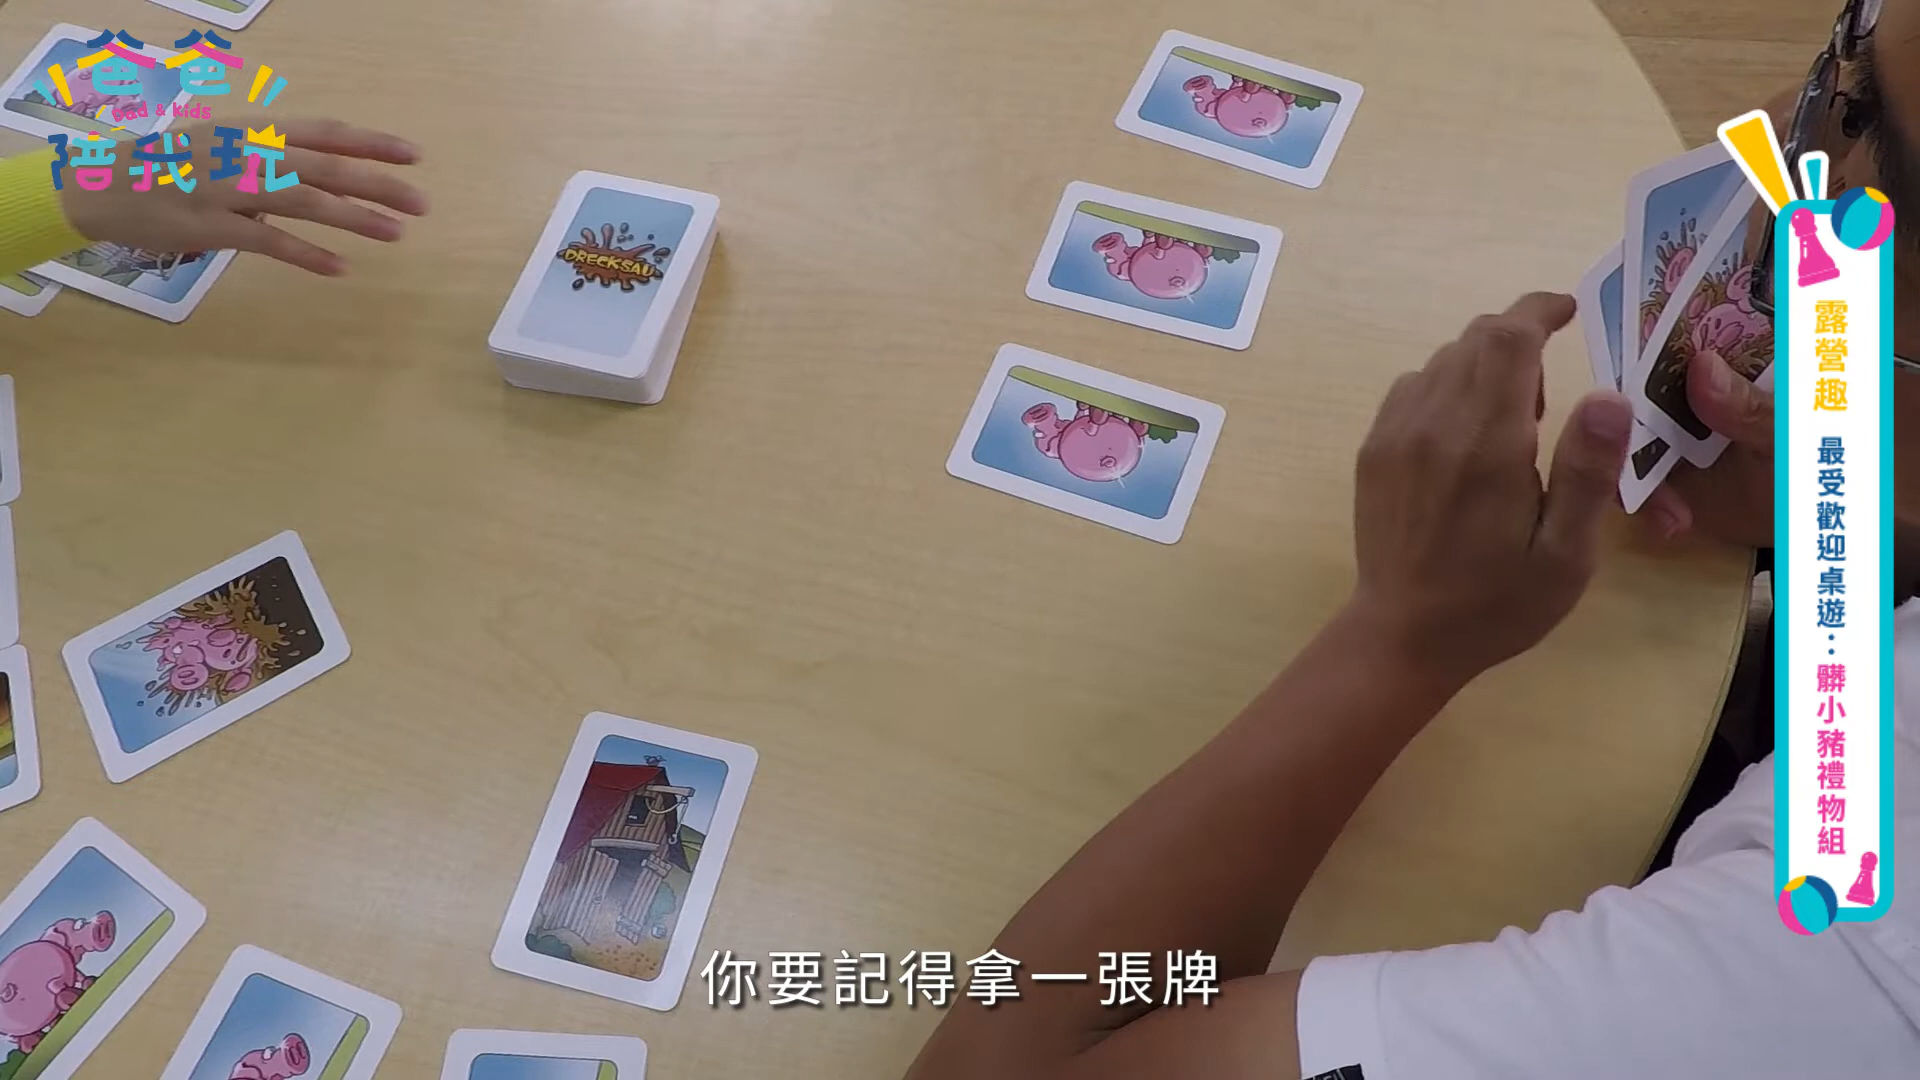 爸爸
Dad & kids
陪我玩
DRECKSAU
露營趣 最受歡迎桌遊：髒小豬禮物組
你要記得拿一張牌